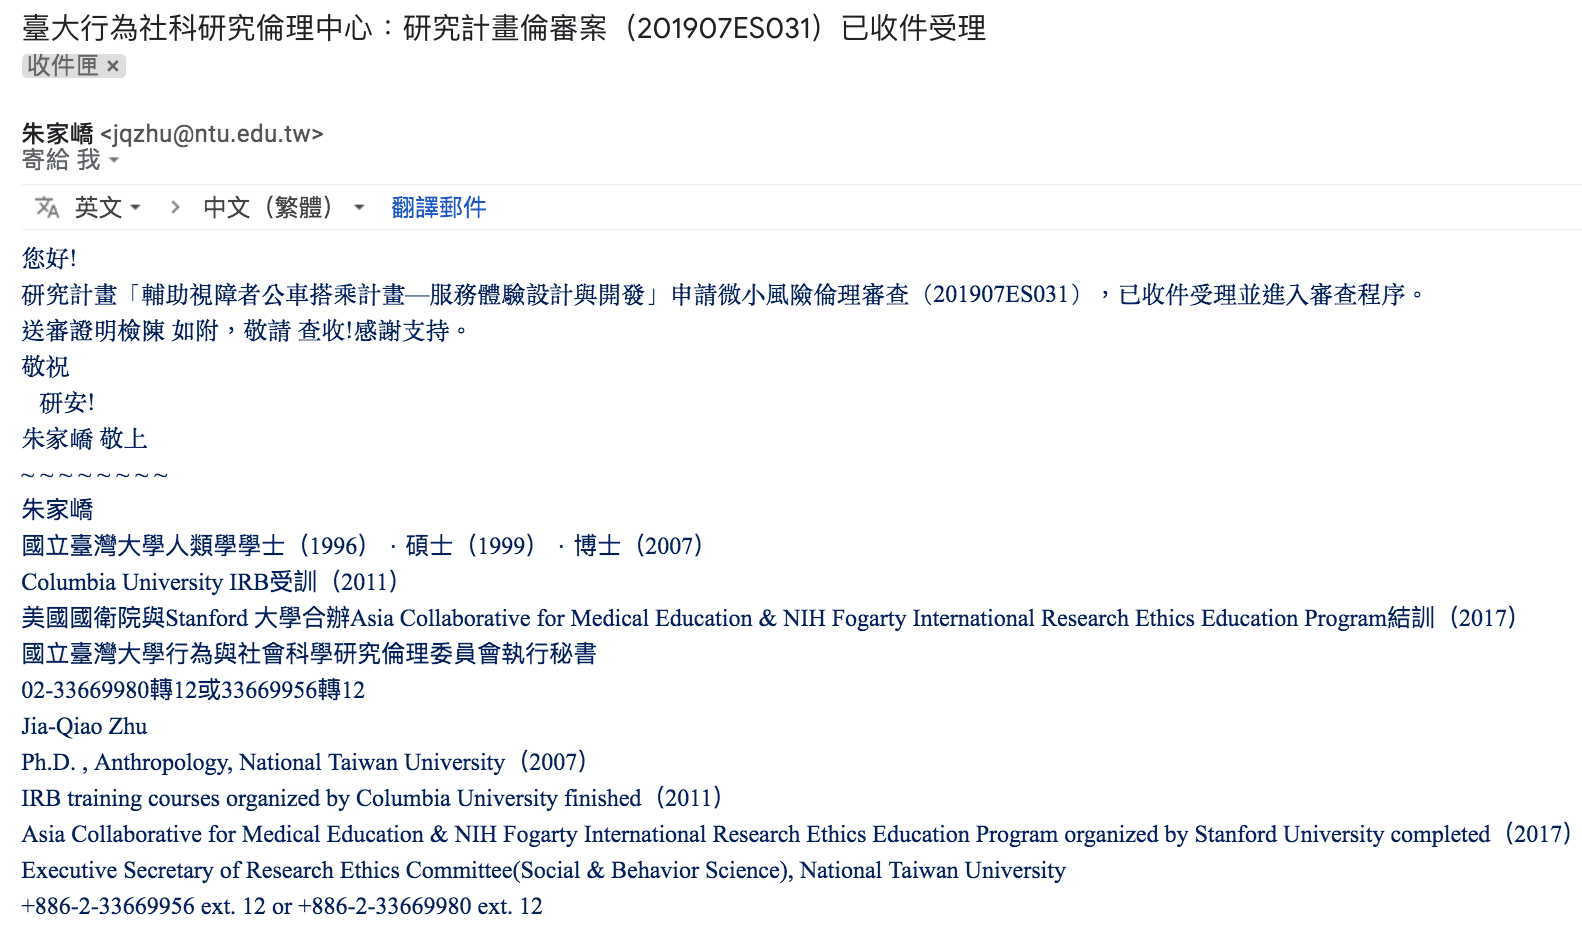 臺大行為社科研究倫理中心：研究計畫倫審案（201907ES031）已收件受理
收件匣 ×
朱家嶠 <jqzhu@ntu.edu.tw>
寄給 我
英文 > 中文（繁體） 翻譯郵件
您好!
研究計畫「輔助視障者公車搭乘計畫—服務體驗設計與開發」申請微小風險倫理審查（201907ES031），已收件受理並進入審查程序。
送審證明檢陳 如附，敬請 查收!感謝支持。
敬祝
研安!
朱家嶠 敬上
~~~~~~~~
朱家嶠
國立臺灣大學人類學學士（1996）．碩士（1999）．博士（2007）
Columbia University IRB受訓（2011）
美國國衛院與Stanford 大學合辦Asia Collaborative for Medical Education & NIH Fogarty International Research Ethics Education Program結訓（2017）
國立臺灣大學行為與社會科學研究倫理委員會執行秘書
02-33669980轉12或33669956轉12
Jia-Qiao Zhu
Ph.D. , Anthropology, National Taiwan University（2007）
IRB training courses organized by Columbia University finished（2011）
Asia Collaborative for Medical Education & NIH Fogarty International Research Ethics Education Program organized by Stanford University completed（2017）
Executive Secretary of Research Ethics Committee(Social & Behavior Science), National Taiwan University
+886-2-33669956 ext. 12 or +886-2-33669980 ext. 12